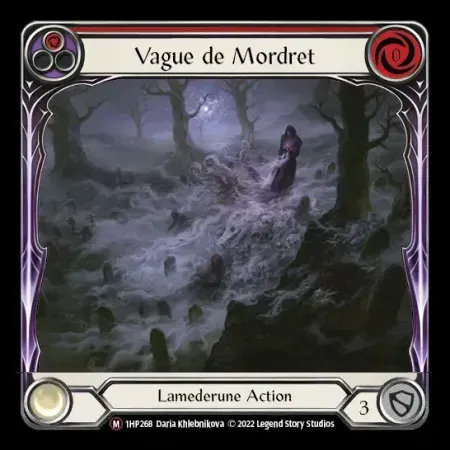 Vague de Mordret
0
Lamederune Action
3
M 1HP268 Daria Khlebnikova © 2022 Legend Story Studios